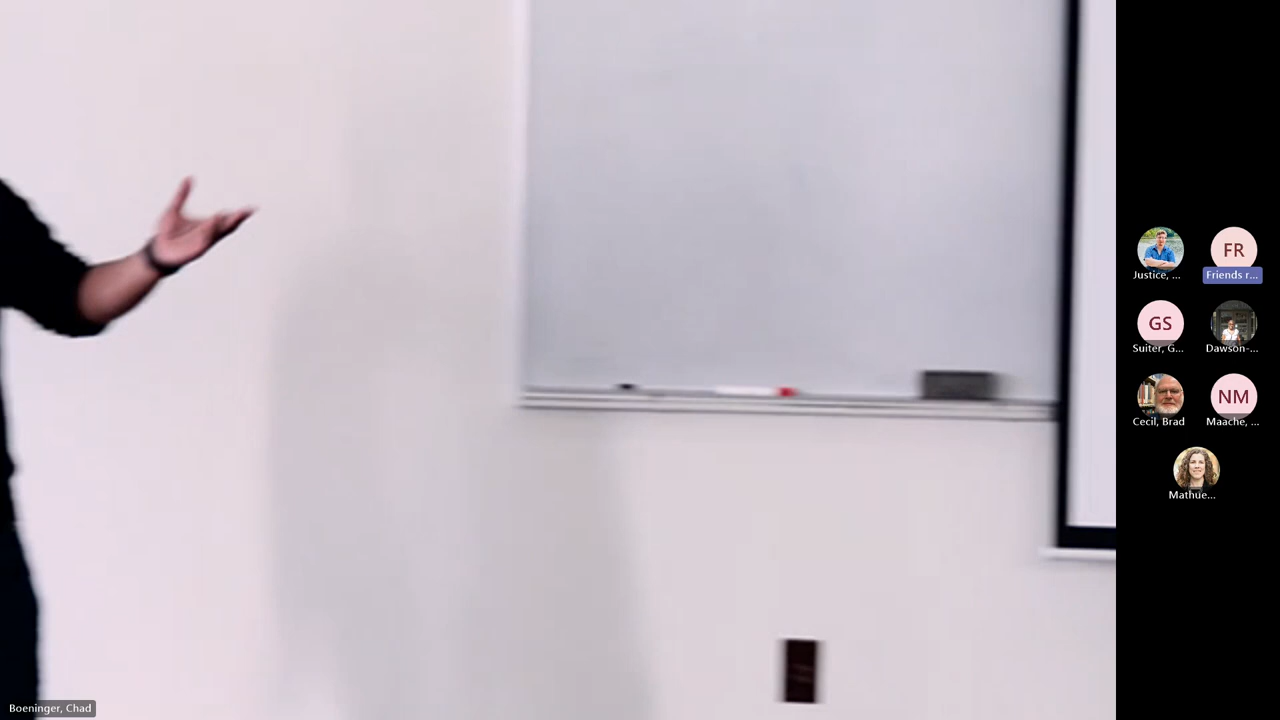 Justice, ...
FR
Friends r...
GS
Suiter, G...
Dawson-...
Cecil, Brad
NM
Maache, ...
Mathue...
Boeninger, Chad